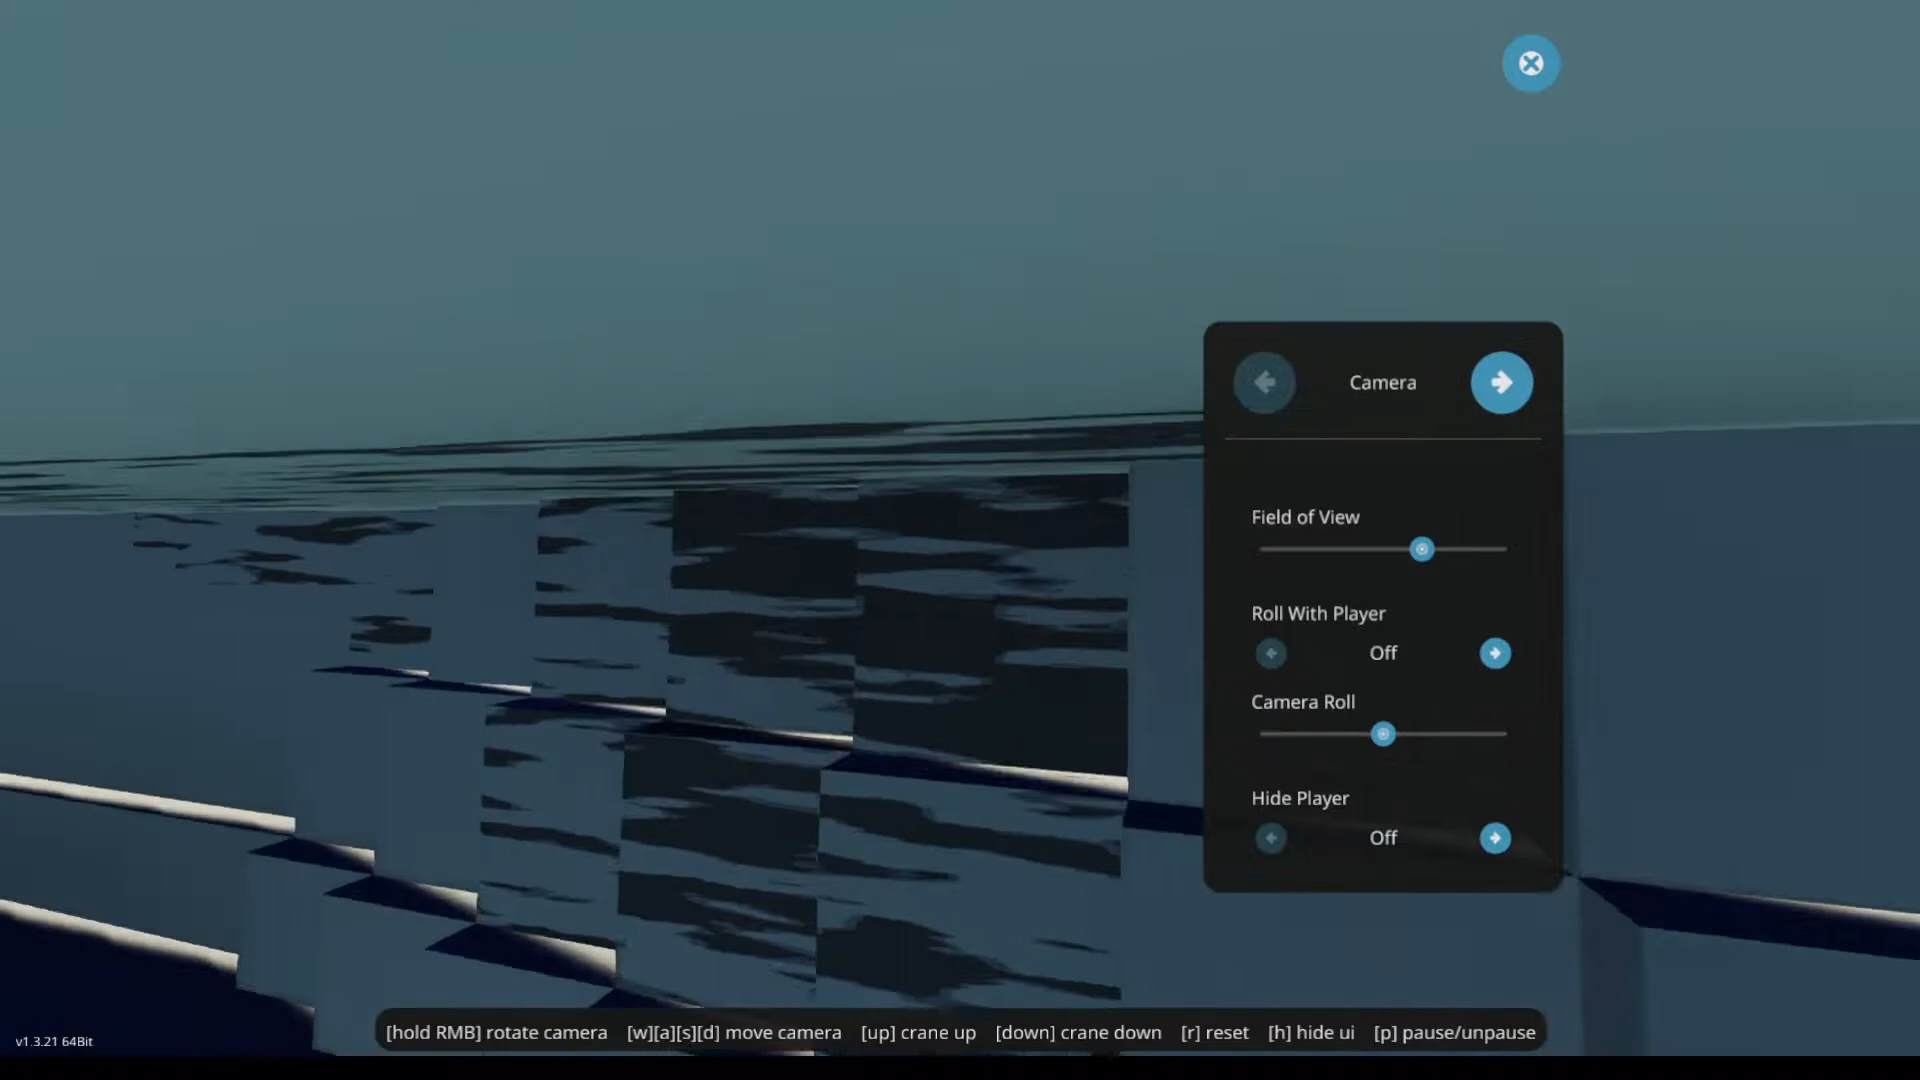 Camera
Field of View
Roll With Player
Off
Camera Roll
Hide Player
Off
[hold RMB] rotate camera [w][a][s][d] move camera [up] crane up [down] crane down [r] reset [h] hide ui [p] pause/unpause
v1.3.21 64Bit